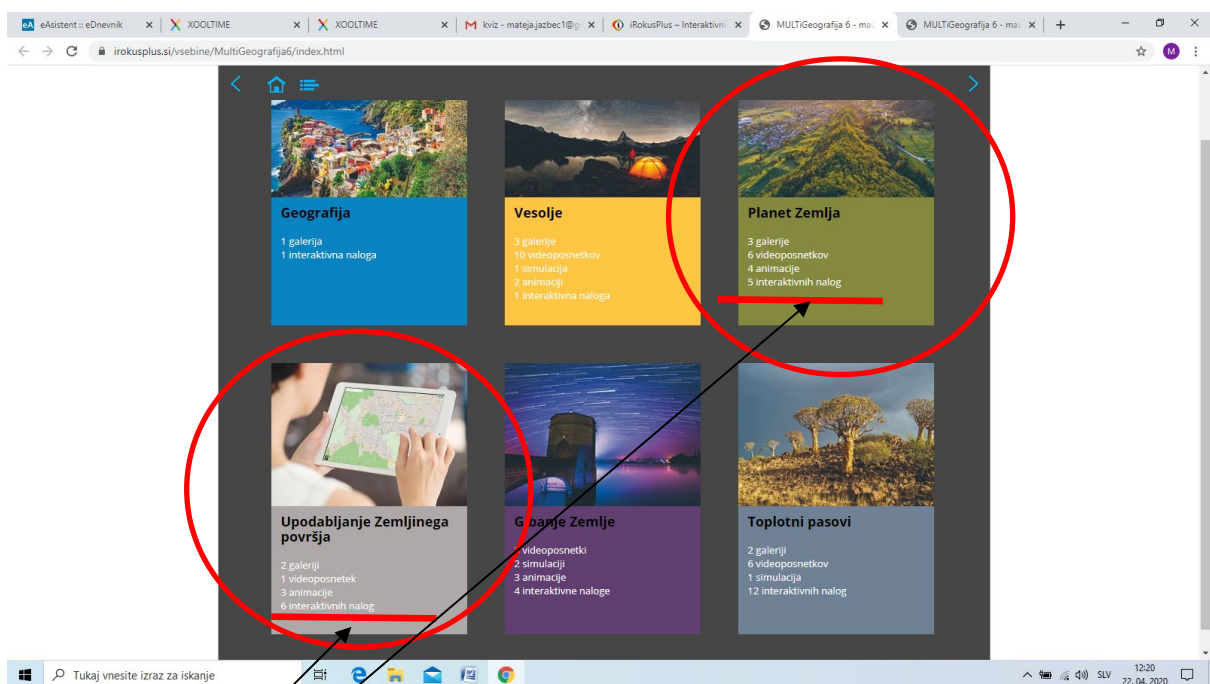 eA eAsistent :: eDnevnik
XOOLTIME
XOOLTIME
kviz - mateja.jazbec1@g
iRokusPlus – Interaktivni
MULTiGeografija 6 - ma
MULTiGeografija 6 - ma
irokusplus.si/vsebine/MultiGeografija6/index.html
M
Geografija
1 galerija
1 interaktivna naloga
Vesolje
3 galerije
10 videoposnetkov
1 simulacija
2 animaciji
1 interaktivna naloga
Planet Zemlja
3 galerije
6 videoposnetkov
4 animacije
5 interaktivnih nalog
Upodabljanje Zemljinega
površja
2 galeriji
1 videoposnetek
3 animacije
6 interaktivnih nalog
Gibanje Zemlje
videoposnetki
2 simulaciji
3 animacije
4 interaktivne naloge
Toplotni pasovi
2 galeriji
6 videoposnetkov
1 simulacija
12 interaktivnih nalog
Tukaj vnesite izraz za iskanje
SLV
12:20
22. 04. 2020